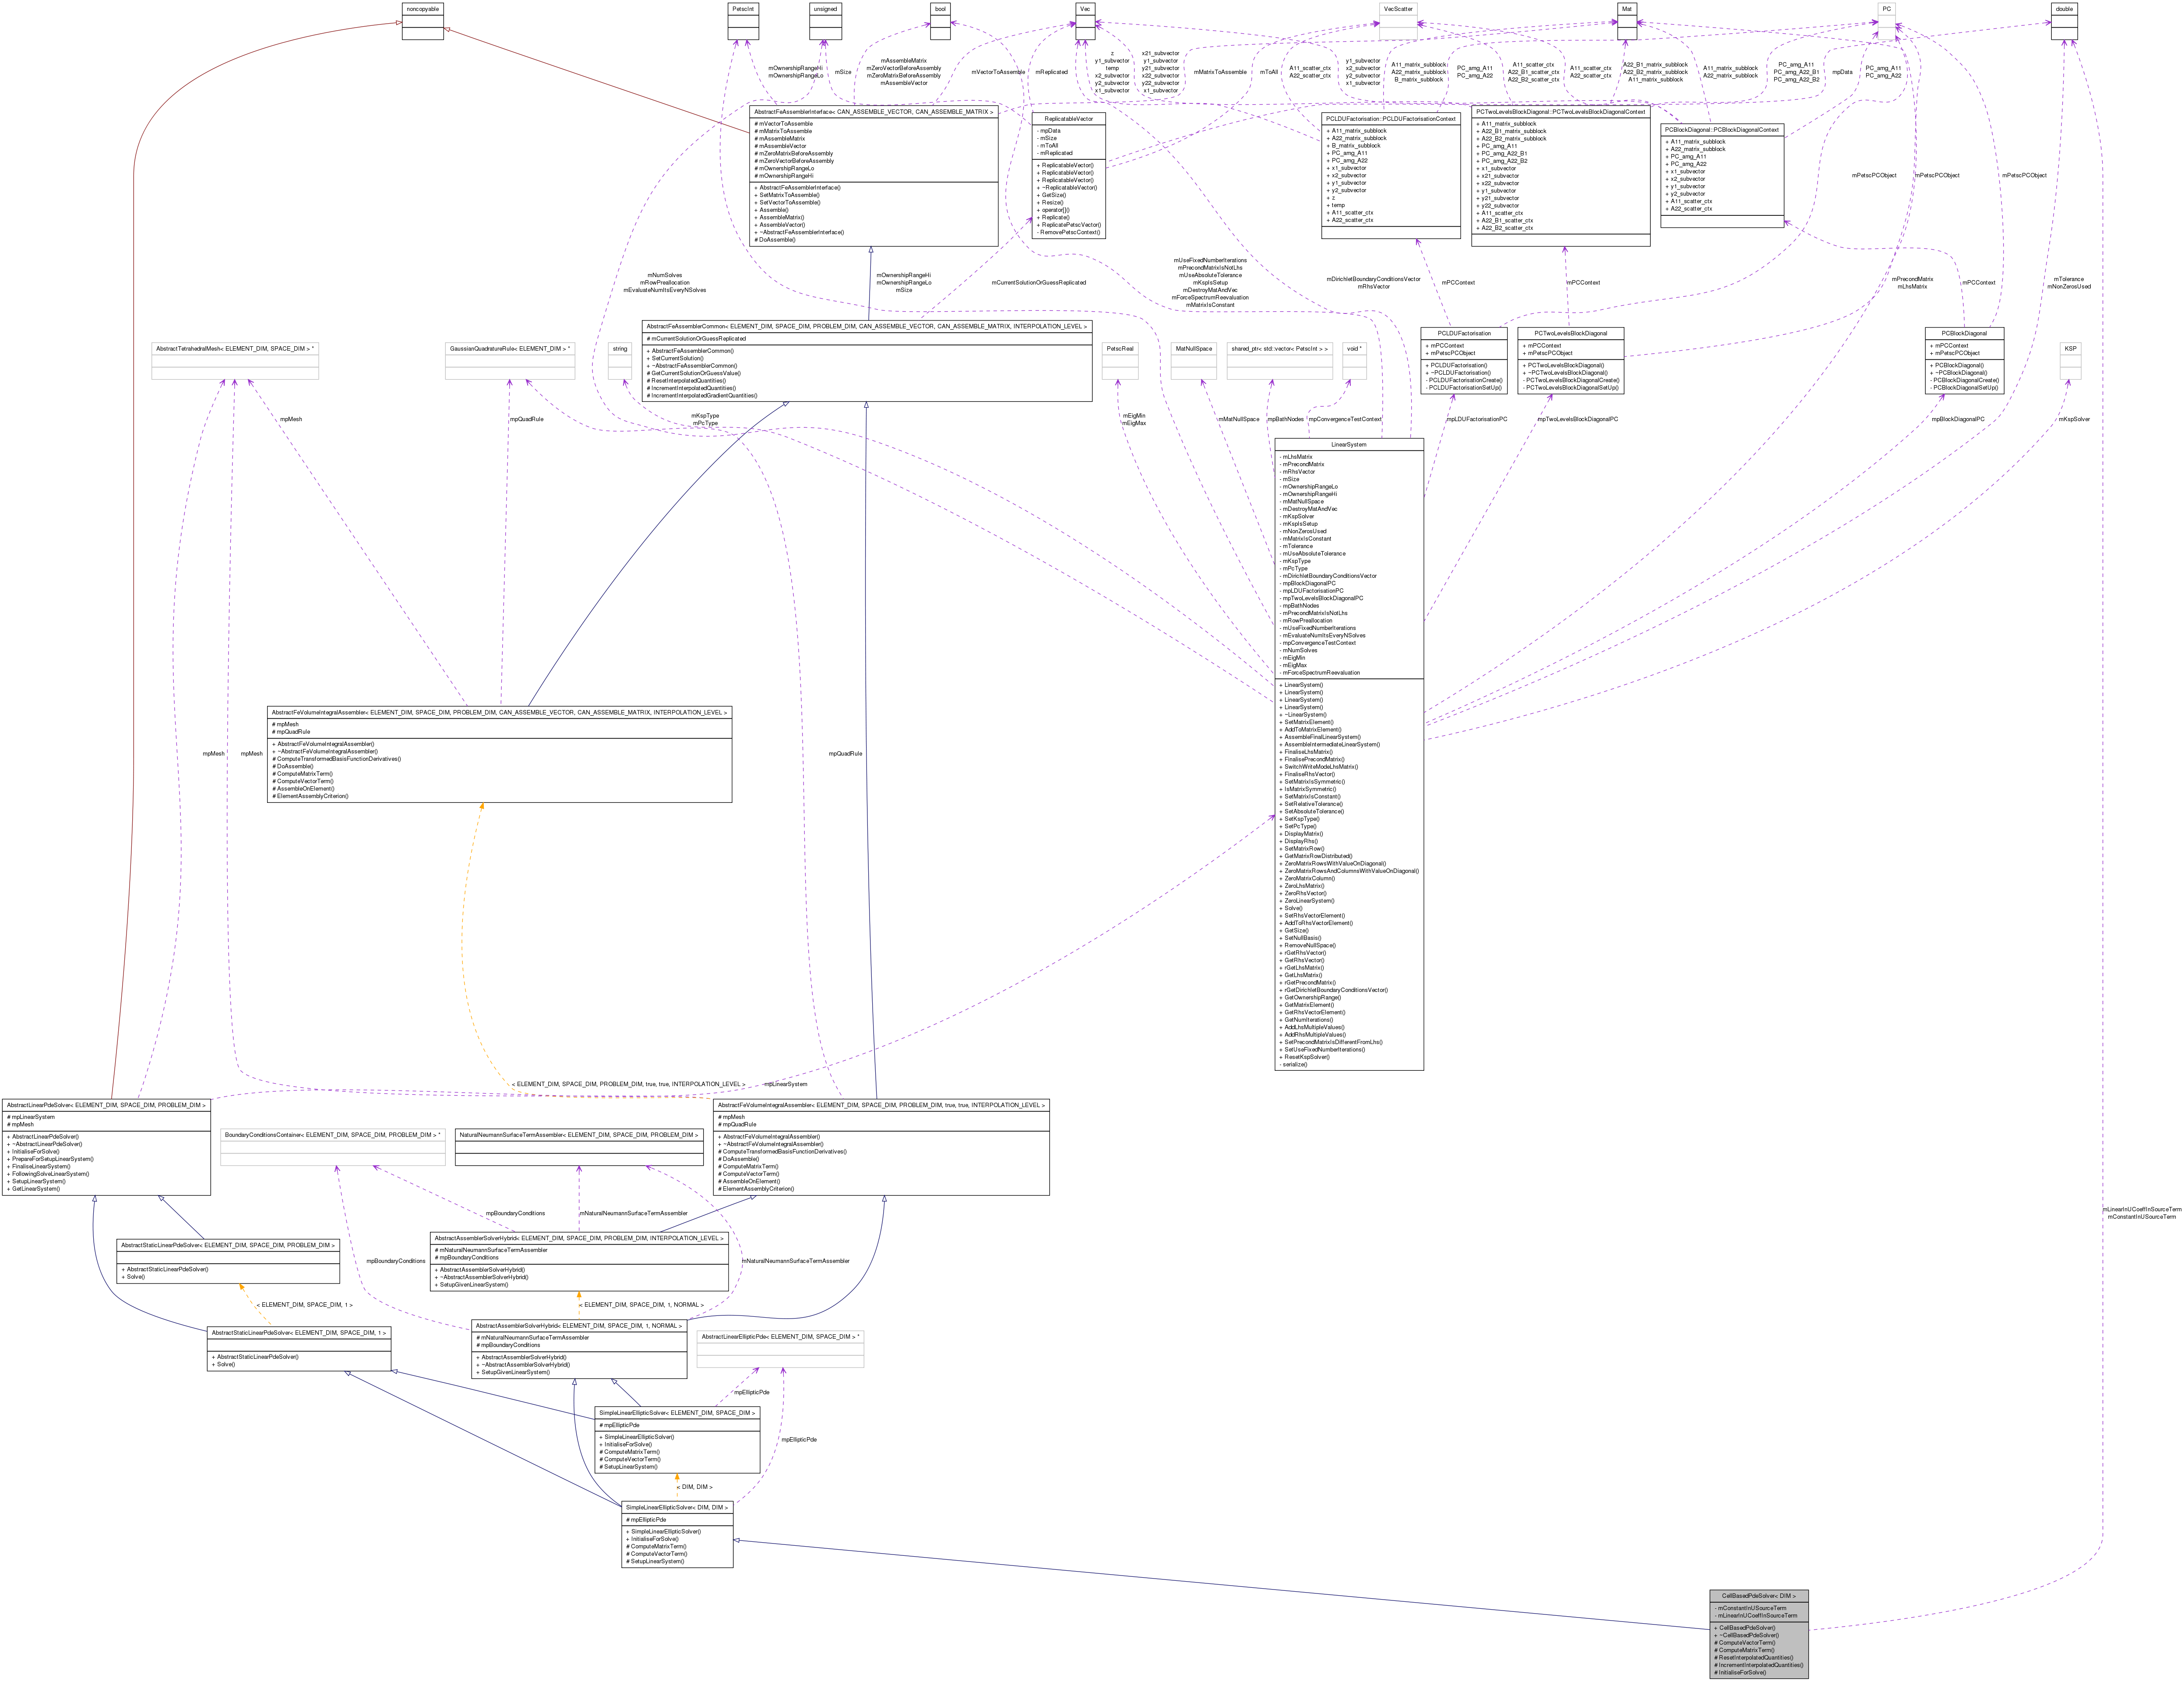 noncopyable
PetscInt
unsigned
bool
Vec
VecScatter
Mat
PC
double
mOwnershipRangeHi
mOwnershipRangeLo
mSize
mAssembleMatrix
mZeroVectorBeforeAssembly
mZeroMatrixBeforeAssembly
mAssembleVector
mVectorToAssemble
mReplicated
z
y1_subvector
temp
x2_subvector
y2_subvector
x1_subvector
x21_subvector
y1_subvector
y21_subvector
x22_subvector
y22_subvector
x1_subvector
mMatrixToAssemble
mToAll
A11_scatter_ctx
A22_scatter_ctx
y1_subvector
x2_subvector
y2_subvector
x1_subvector
A11_matrix_subblock
A22_matrix_subblock
B_matrix_subblock
PC_amg_A11
PC_amg_A22
A11_scatter_ctx
A22_B1_scatter_ctx
A22_B2_scatter_ctx
A11_scatter_ctx
A22_scatter_ctx
A22_B1_matrix_subblock
A22_B2_matrix_subblock
A11_matrix_subblock
A11_matrix_subblock
A22_matrix_subblock
PC_amg_A11
PC_amg_A22_B1
PC_amg_A22_B2
mpData
PC_amg_A11
PC_amg_A22
AbstractFeAssemblerInterface< CAN_ASSEMBLE_VECTOR, CAN_ASSEMBLE_MATRIX >
# mVectorToAssemble
# mMatrixToAssemble
# mAssembleMatrix
# mAssembleVector
# mZeroMatrixBeforeAssembly
# mZeroVectorBeforeAssembly
# mOwnershipRangeLo
# mOwnershipRangeHi
+ AbstractFeAssemblerInterface()
+ SetMatrixToAssemble()
+ SetVectorToAssemble()
+ Assemble()
+ AssembleMatrix()
+ AssembleVector()
+ ~AbstractFeAssemblerInterface()
# DoAssemble()
ReplicatableVector
- mpData
- mSize
- mToAll
- mReplicated
+ ReplicatableVector()
+ ReplicatableVector()
+ ReplicatableVector()
+ ~ReplicatableVector()
+ GetSize()
+ Resize()
+ operator[]()
+ Replicate()
+ ReplicatePetscVector()
- RemovePetscContext()
PCLDUFactorisation::PCLDUFactorisationContext
+ A11_matrix_subblock
+ A22_matrix_subblock
+ B_matrix_subblock
+ PC_amg_A11
+ PC_amg_A22
+ x1_subvector
+ x2_subvector
+ y1_subvector
+ y2_subvector
+ z
+ temp
+ A11_scatter_ctx
+ A22_scatter_ctx
PCTwoLevelsBlockDiagonal::PCTwoLevelsBlockDiagonalContext
+ A11_matrix_subblock
+ A22_B1_matrix_subblock
+ A22_B2_matrix_subblock
+ PC_amg_A11
+ PC_amg_A22_B1
+ PC_amg_A22_B2
+ x1_subvector
+ x21_subvector
+ x22_subvector
+ y1_subvector
+ y21_subvector
+ y22_subvector
+ A11_scatter_ctx
+ A22_B1_scatter_ctx
+ A22_B2_scatter_ctx
PCBlockDiagonal::PCBlockDiagonalContext
+ A11_matrix_subblock
+ A22_matrix_subblock
+ PC_amg_A11
+ PC_amg_A22
+ x1_subvector
+ x2_subvector
+ y1_subvector
+ y2_subvector
+ A11_scatter_ctx
+ A22_scatter_ctx
mPetscPCObject
mPetscPCObject
mPetscPCObject
mNumSolves
mRowPreallocation
mEvaluateNumItsEveryNSolves
mOwnershipRangeHi
mOwnershipRangeLo
mSize
mCurrentSolutionOrGuessReplicated
mUseFixedNumberIterations
mPrecondMatrixIsNotLhs
mUseAbsoluteTolerance
mKspIsSetup
mDestroyMatAndVec
mForceSpectrumReevaluation
mMatrixIsConstant
mDirichletBoundaryConditionsVector
mRhsVector
mPCContext
mPCContext
mPrecondMatrix
mLhsMatrix
mPCContext
mTolerance
mNonZerosUsed
AbstractTetrahedralMesh< ELEMENT_DIM, SPACE_DIM > *
GaussianQuadratureRule< ELEMENT_DIM > *
string
AbstractFeAssemblerCommon< ELEMENT_DIM, SPACE_DIM, PROBLEM_DIM, CAN_ASSEMBLE_VECTOR, CAN_ASSEMBLE_MATRIX, INTERPOLATION_LEVEL >
# mCurrentSolutionOrGuessReplicated
+ AbstractFeAssemblerCommon()
+ SetCurrentSolution()
+ ~AbstractFeAssemblerCommon()
# GetCurrentSolutionOrGuessValue()
# ResetInterpolatedQuantities()
# IncrementInterpolatedQuantities()
# IncrementInterpolatedGradientQuantities()
PetscReal
MatNullSpace
shared_ptr< std::vector< PetscInt > >
void *
PCLDUFactorisation
+ mPCContext
+ mPetscPCObject
+ PCLDUFactorisation()
+ ~PCLDUFactorisation()
- PCLDUFactorisationCreate()
- PCLDUFactorisationSetUp()
PCTwoLevelsBlockDiagonal
+ mPCContext
+ mPetscPCObject
+ PCTwoLevelsBlockDiagonal()
+ ~PCTwoLevelsBlockDiagonal()
- PCTwoLevelsBlockDiagonalCreate()
- PCTwoLevelsBlockDiagonalSetUp()
PCBlockDiagonal
+ mPCContext
+ mPetscPCObject
+ PCBlockDiagonal()
+ ~PCBlockDiagonal()
- PCBlockDiagonalCreate()
- PCBlockDiagonalSetUp()
KSP
mpMesh
mpQuadRule
mKspType
mPcType
mEigMin
mEigMax
mMatNullSpace
mpBathNodes
mpConvergenceTestContext
mpLDUFactorisationPC
mpTwoLevelsBlockDiagonalPC
mpBlockDiagonalPC
mKspSolver
LinearSystem
- mLhsMatrix
- mPrecondMatrix
- mRhsVector
- mSize
- mOwnershipRangeLo
- mOwnershipRangeHi
- mMatNullSpace
- mDestroyMatAndVec
- mKspSolver
- mKspIsSetup
- mNonZerosUsed
- mMatrixIsConstant
- mTolerance
- mUseAbsoluteTolerance
- mKspType
- mPcType
- mDirichletBoundaryConditionsVector
- mpBlockDiagonalPC
- mpLDUFactorisationPC
- mpTwoLevelsBlockDiagonalPC
- mpBathNodes
- mPrecondMatrixIsNotLhs
- mRowPreallocation
- mUseFixedNumberIterations
- mEvaluateNumItsEveryNSolves
- mpConvergenceTestContext
- mNumSolves
- mEigMin
- mEigMax
- mForceSpectrumReevaluation
+ LinearSystem()
+ LinearSystem()
+ LinearSystem()
+ LinearSystem()
+ ~LinearSystem()
+ SetMatrixElement()
+ AddToMatrixElement()
+ AssembleFinalLinearSystem()
+ AssembleIntermediateLinearSystem()
+ FinaliseLhsMatrix()
+ FinalisePrecondMatrix()
+ SwitchWriteModeLhsMatrix()
+ FinaliseRhsVector()
+ SetMatrixIsSymmetric()
+ IsMatrixSymmetric()
+ SetMatrixIsConstant()
+ SetRelativeTolerance()
+ SetAbsoluteTolerance()
+ SetKspType()
+ SetPcType()
+ DisplayMatrix()
+ DisplayRhs()
+ SetMatrixRow()
+ GetMatrixRowDistributed()
+ ZeroMatrixRowsWithValueOnDiagonal()
+ ZeroMatrixRowsAndColumnsWithValueOnDiagonal()
+ ZeroMatrixColumn()
+ ZeroLhsMatrix()
+ ZeroRhsVector()
+ ZeroLinearSystem()
+ Solve()
+ SetRhsVectorElement()
+ AddToRhsVectorElement()
+ GetSize()
+ SetNullBasis()
+ RemoveNullSpace()
+ rGetRhsVector()
+ GetRhsVector()
+ rGetLhsMatrix()
+ GetLhsMatrix()
+ rGetPrecondMatrix()
+ rGetDirichletBoundaryConditionsVector()
+ GetOwnershipRange()
+ GetMatrixElement()
+ GetRhsVectorElement()
+ GetNumIterations()
+ AddLhsMultipleValues()
+ AddRhsMultipleValues()
+ SetPrecondMatrixIsDifferentFromLhs()
+ SetUseFixedNumberIterations()
+ ResetKspSolver()
- serialize()
AbstractFeVolumeIntegralAssembler< ELEMENT_DIM, SPACE_DIM, PROBLEM_DIM, CAN_ASSEMBLE_VECTOR, CAN_ASSEMBLE_MATRIX, INTERPOLATION_LEVEL >
# mpMesh
# mpQuadRule
+ AbstractFeVolumeIntegralAssembler()
+ ~AbstractFeVolumeIntegralAssembler()
# ComputeTransformedBasisFunctionDerivatives()
# DoAssemble()
# ComputeMatrixTerm()
# ComputeVectorTerm()
# AssembleOnElement()
# ElementAssemblyCriterion()
mpMesh
mpMesh
mpQuadRule
< ELEMENT_DIM, SPACE_DIM, PROBLEM_DIM, true, true, INTERPOLATION_LEVEL >
mpLinearSystem
AbstractLinearPdeSolver< ELEMENT_DIM, SPACE_DIM, PROBLEM_DIM >
# mpLinearSystem
# mpMesh
+ AbstractLinearPdeSolver()
+ ~AbstractLinearPdeSolver()
+ InitialiseForSolve()
+ PrepareForSetupLinearSystem()
+ FinaliseLinearSystem()
+ FollowingSolveLinearSystem()
+ SetupLinearSystem()
+ GetLinearSystem()
BoundaryConditionsContainer< ELEMENT_DIM, SPACE_DIM, PROBLEM_DIM > *
NaturalNeumannSurfaceTermAssembler< ELEMENT_DIM, SPACE_DIM, PROBLEM_DIM >
AbstractFeVolumeIntegralAssembler< ELEMENT_DIM, SPACE_DIM, PROBLEM_DIM, true, true, INTERPOLATION_LEVEL >
# mpMesh
# mpQuadRule
+ AbstractFeVolumeIntegralAssembler()
+ ~AbstractFeVolumeIntegralAssembler()
# ComputeTransformedBasisFunctionDerivatives()
# DoAssemble()
# ComputeMatrixTerm()
# ComputeVectorTerm()
# AssembleOnElement()
# ElementAssemblyCriterion()
mpBoundaryConditions
mNaturalNeumannSurfaceTermAssembler
mLinearInUCoeffInSourceTerm
mConstantInUSourceTerm
AbstractStaticLinearPdeSolver< ELEMENT_DIM, SPACE_DIM, PROBLEM_DIM >
+ AbstractStaticLinearPdeSolver()
+ Solve()
AbstractAssemblerSolverHybrid< ELEMENT_DIM, SPACE_DIM, PROBLEM_DIM, INTERPOLATION_LEVEL >
# mNaturalNeumannSurfaceTermAssembler
# mpBoundaryConditions
+ AbstractAssemblerSolverHybrid()
+ ~AbstractAssemblerSolverHybrid()
+ SetupGivenLinearSystem()
mpBoundaryConditions
mNaturalNeumannSurfaceTermAssembler
< ELEMENT_DIM, SPACE_DIM, 1 >
< ELEMENT_DIM, SPACE_DIM, 1, NORMAL >
AbstractStaticLinearPdeSolver< ELEMENT_DIM, SPACE_DIM, 1 >
+ AbstractStaticLinearPdeSolver()
+ Solve()
AbstractAssemblerSolverHybrid< ELEMENT_DIM, SPACE_DIM, 1, NORMAL >
# mNaturalNeumannSurfaceTermAssembler
# mpBoundaryConditions
+ AbstractAssemblerSolverHybrid()
+ ~AbstractAssemblerSolverHybrid()
+ SetupGivenLinearSystem()
AbstractLinearEllipticPde< ELEMENT_DIM, SPACE_DIM > *
mpEllipticPde
SimpleLinearEllipticSolver< ELEMENT_DIM, SPACE_DIM >
# mpEllipticPde
+ SimpleLinearEllipticSolver()
+ InitialiseForSolve()
# ComputeMatrixTerm()
# ComputeVectorTerm()
# SetupLinearSystem()
mpEllipticPde
< DIM, DIM >
SimpleLinearEllipticSolver< DIM, DIM >
# mpEllipticPde
+ SimpleLinearEllipticSolver()
+ InitialiseForSolve()
# ComputeMatrixTerm()
# ComputeVectorTerm()
# SetupLinearSystem()
CellBasedPdeSolver< DIM >
- mConstantInUSourceTerm
- mLinearInUCoeffInSourceTerm
+ CellBasedPdeSolver()
+ ~CellBasedPdeSolver()
# ComputeVectorTerm()
# ComputeMatrixTerm()
# ResetInterpolatedQuantities()
# IncrementInterpolatedQuantities()
# InitialiseForSolve()